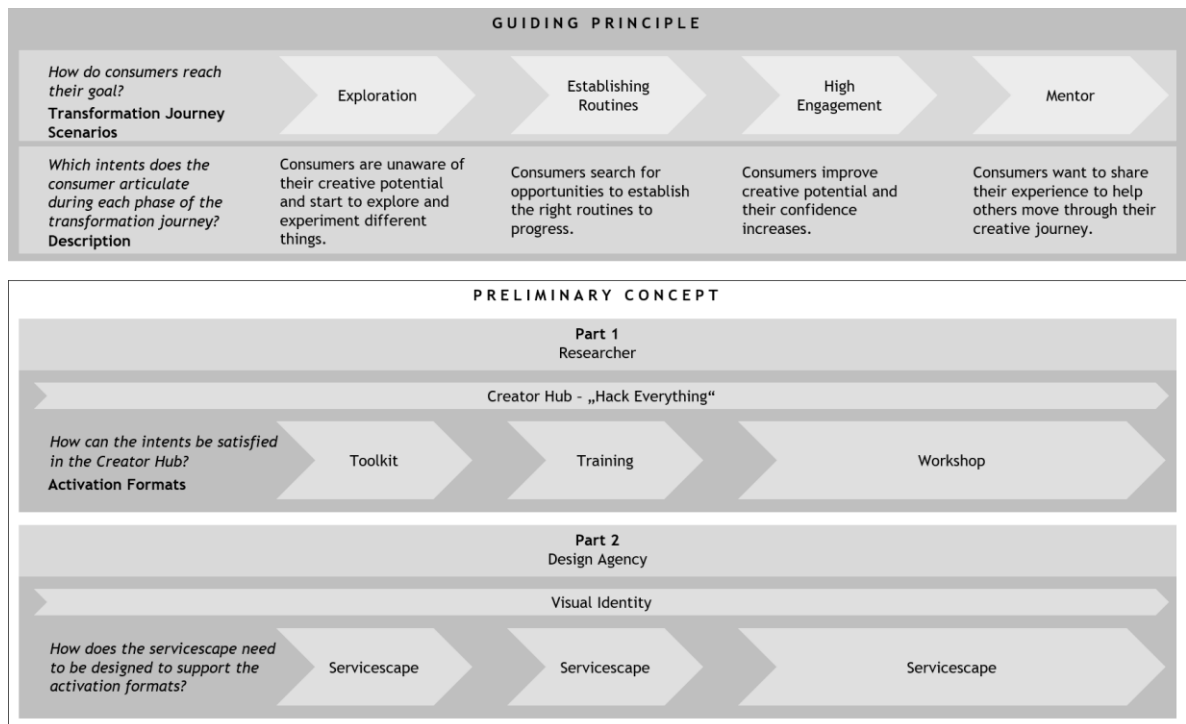 GUIDING PRINCIPLE
How do consumers reach
their goal?
Transformation Journey
Scenarios
Exploration
Establishing
Routines
High
Engagement
Mentor
Which intents does the
consumer articulate
during each phase of the
transformation journey?
Description
Consumers are unaware of
their creative potential
and start to explore and
experiment different
things.
Consumers search for
opportunities to establish
the right routines to
progress.
Consumers improve
creative potential and
their confidence
increases.
Consumers want to share
their experience to help
others move through their
creative journey.
PRELIMINARY CONCEPT
Part 1
Researcher
Creator Hub – „Hack Everything“
How can the intents be satisfied
in the Creator Hub?
Activation Formats
Toolkit
Training
Workshop
Part 2
Design Agency
Visual Identity
How does the servicescape need
to be designed to support the
activation formats?
Servicescape
Servicescape
Servicescape